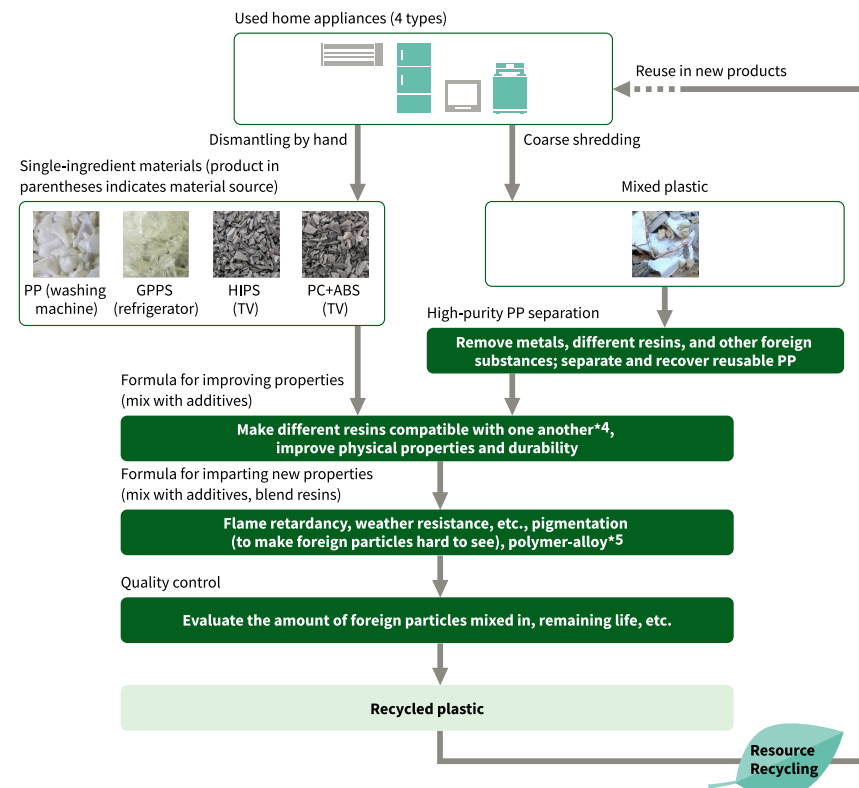 Used home appliances (4 types)
Reuse in new products
Dismantling by hand
Coarse shredding
Single-ingredient materials (product in
parentheses indicates material source)
Mixed plastic
PP (washing
machine)
GPPS
(refrigerator)
HIPS
(TV)
PC+ABS
(TV)
High-purity PP separation
Remove metals, different resins, and other foreign
substances; separate and recover reusable PP
Formula for improving properties
(mix with additives)
Make different resins compatible with one another*4,
improve physical properties and durability
Formula for imparting new properties
(mix with additives, blend resins)
Flame retardancy, weather resistance, etc., pigmentation
(to make foreign particles hard to see), polymer-alloy*5
Quality control
Evaluate the amount of foreign particles mixed in, remaining life, etc.
Recycled plastic
Resource
Recycling